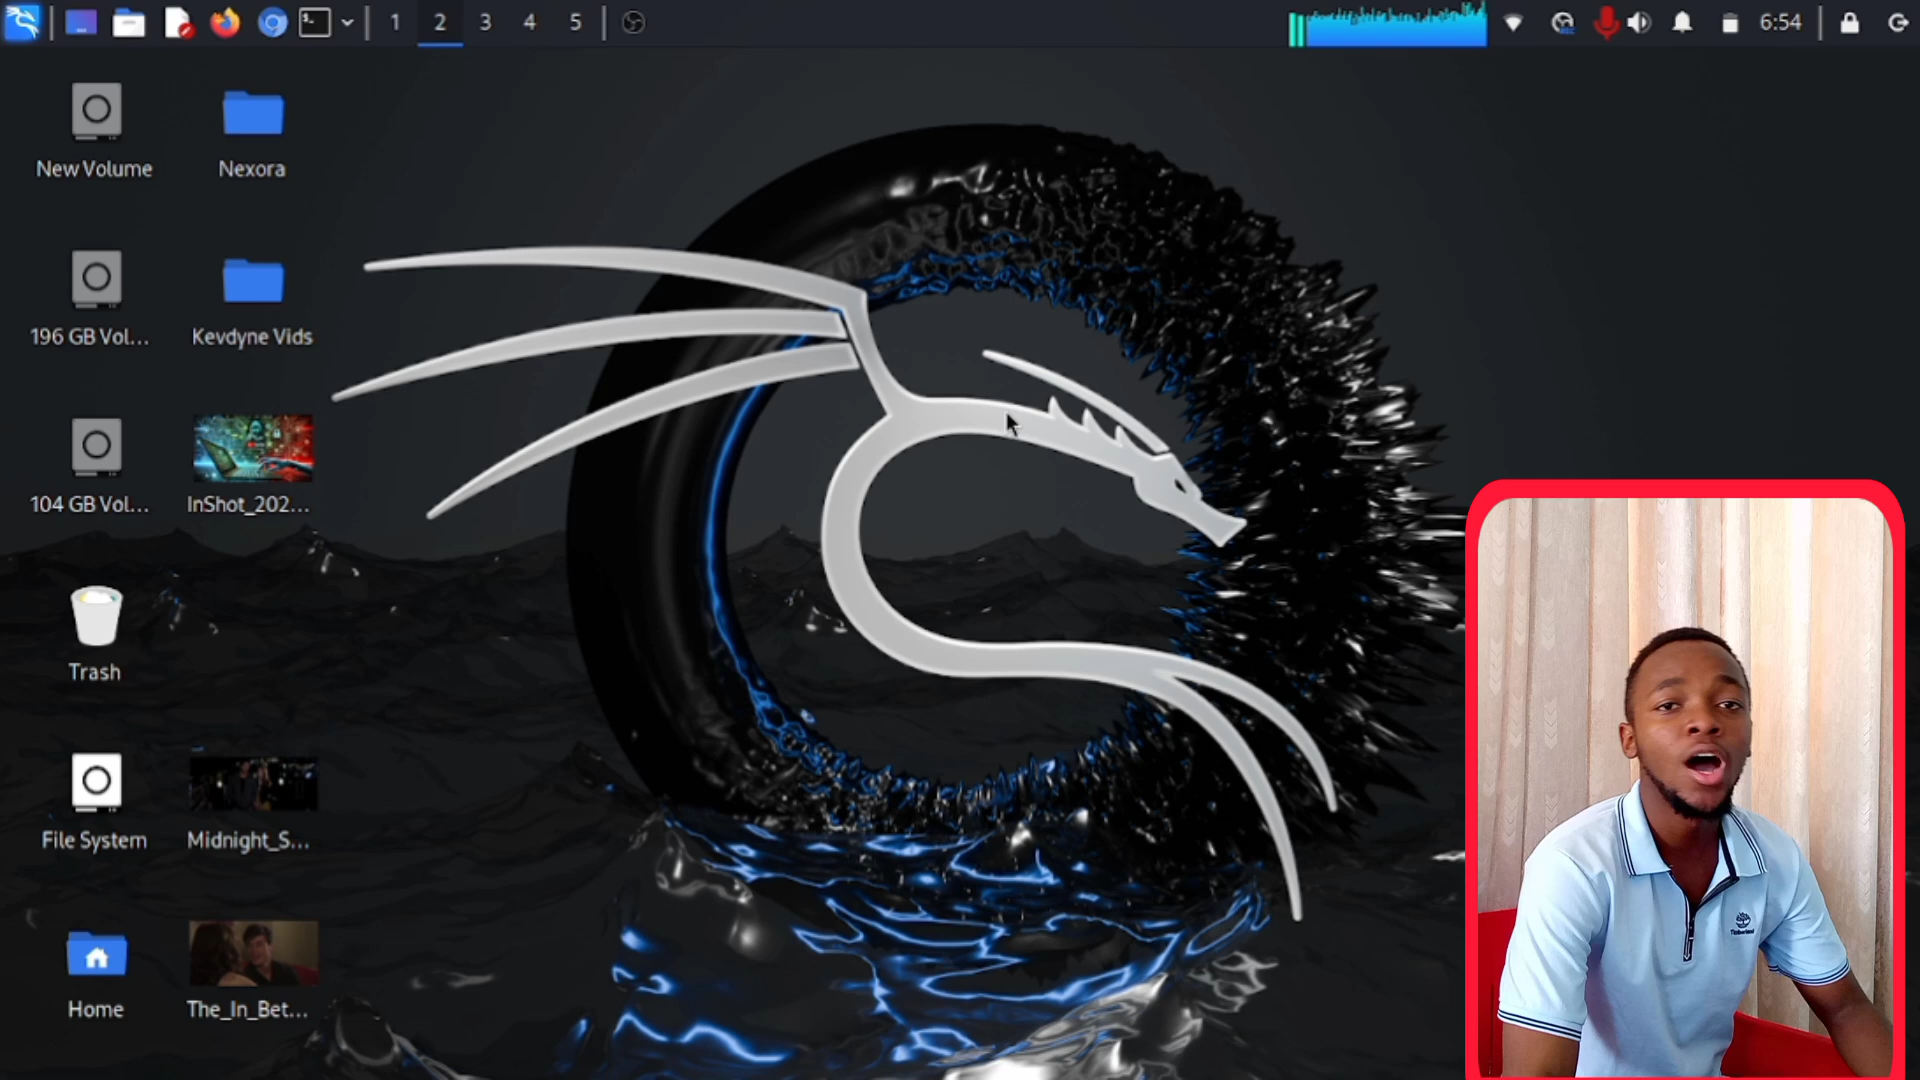 1 2 3 4 5
6:54
New Volume
Nexora
196 GB Vol...
Kevdyne Vids
104 GB Vol...
InShot_202...
Trash
File System
Midnight_S...
Home
The_In_Bet...
Timberland